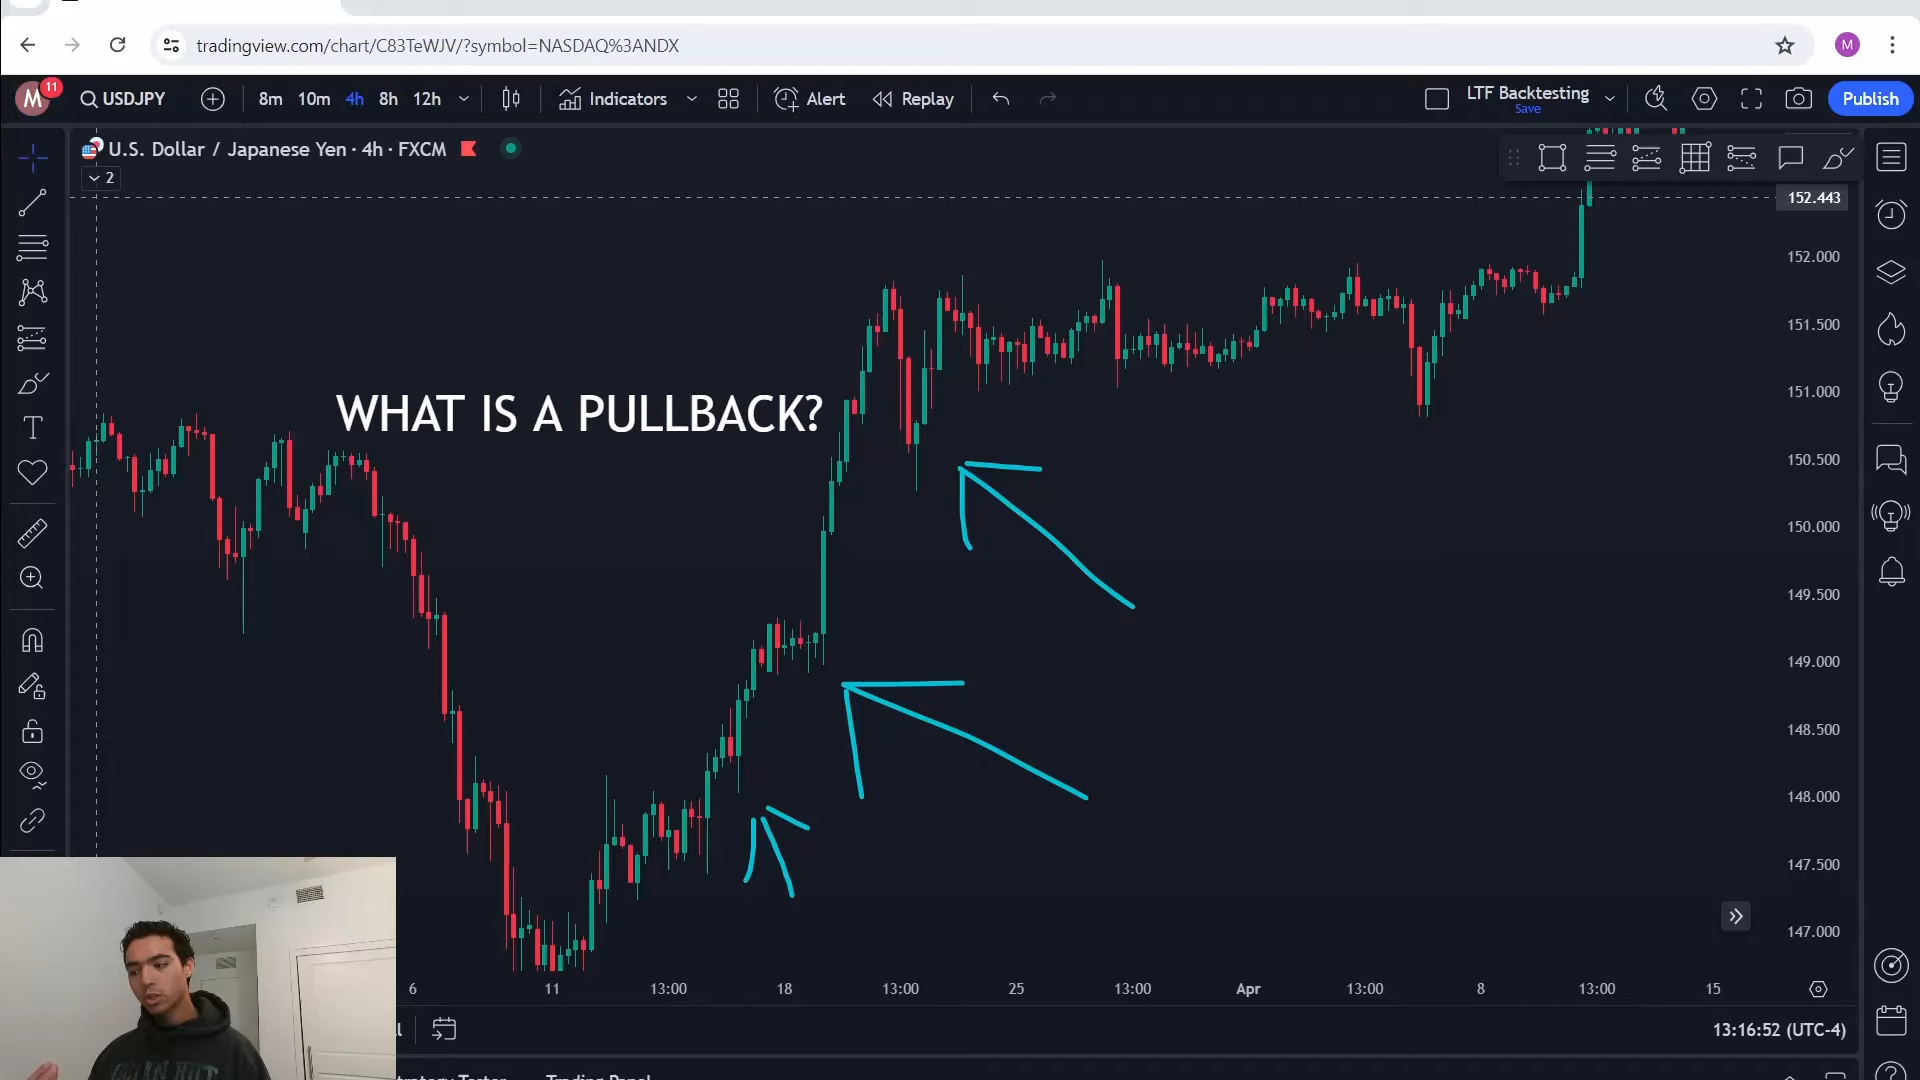 tradingview.com/chart/C83TeWJV/?symbol=NASDAQ%3ANDX
M
M
11
USDJPY
8m 10m 4h 8h 12h
Indicators
Alert
Replay
LTF Backtesting
Save
Publish
U.S. Dollar / Japanese Yen · 4h · FXCM
2
152.443
152.000
151.500
151.000
WHAT IS A PULLBACK?
150.500
150.000
149.500
149.000
148.500
148.000
147.500
147.000
6 11 13:00 18 13:00 25 13:00 Apr 13:00 8 13:00 15
13:16:52 (UTC-4)
Trading Panel